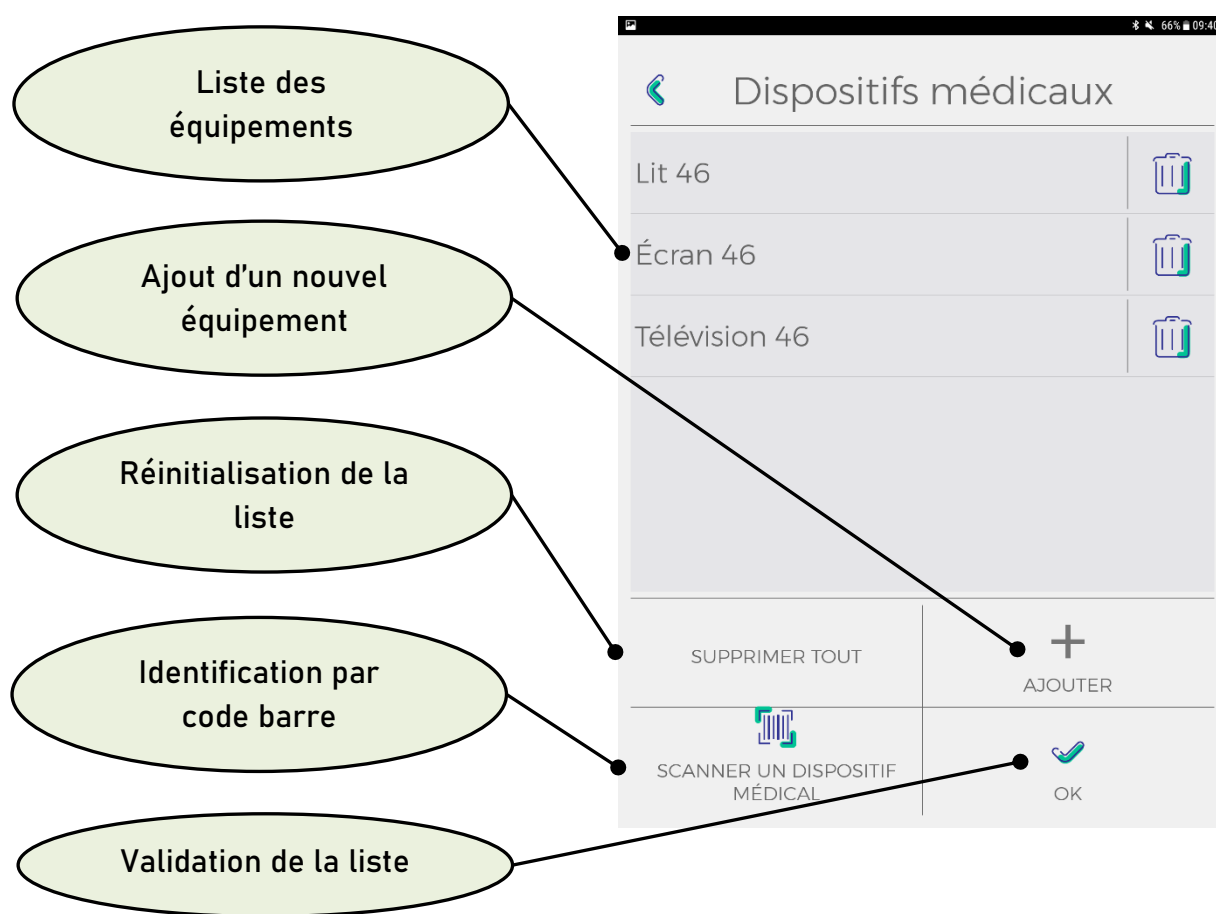 66% 09:40
Liste des
équipements
Ajout d'un nouvel
équipement
Réinitialisation de la
liste
Identification par
code barre
Validation de la liste
Dispositifs médicaux
Lit 46
Écran 46
Télévision 46
SUPPRIMER TOUT
AJOUTER
SCANNER UN DISPOSITIF
MÉDICAL
OK